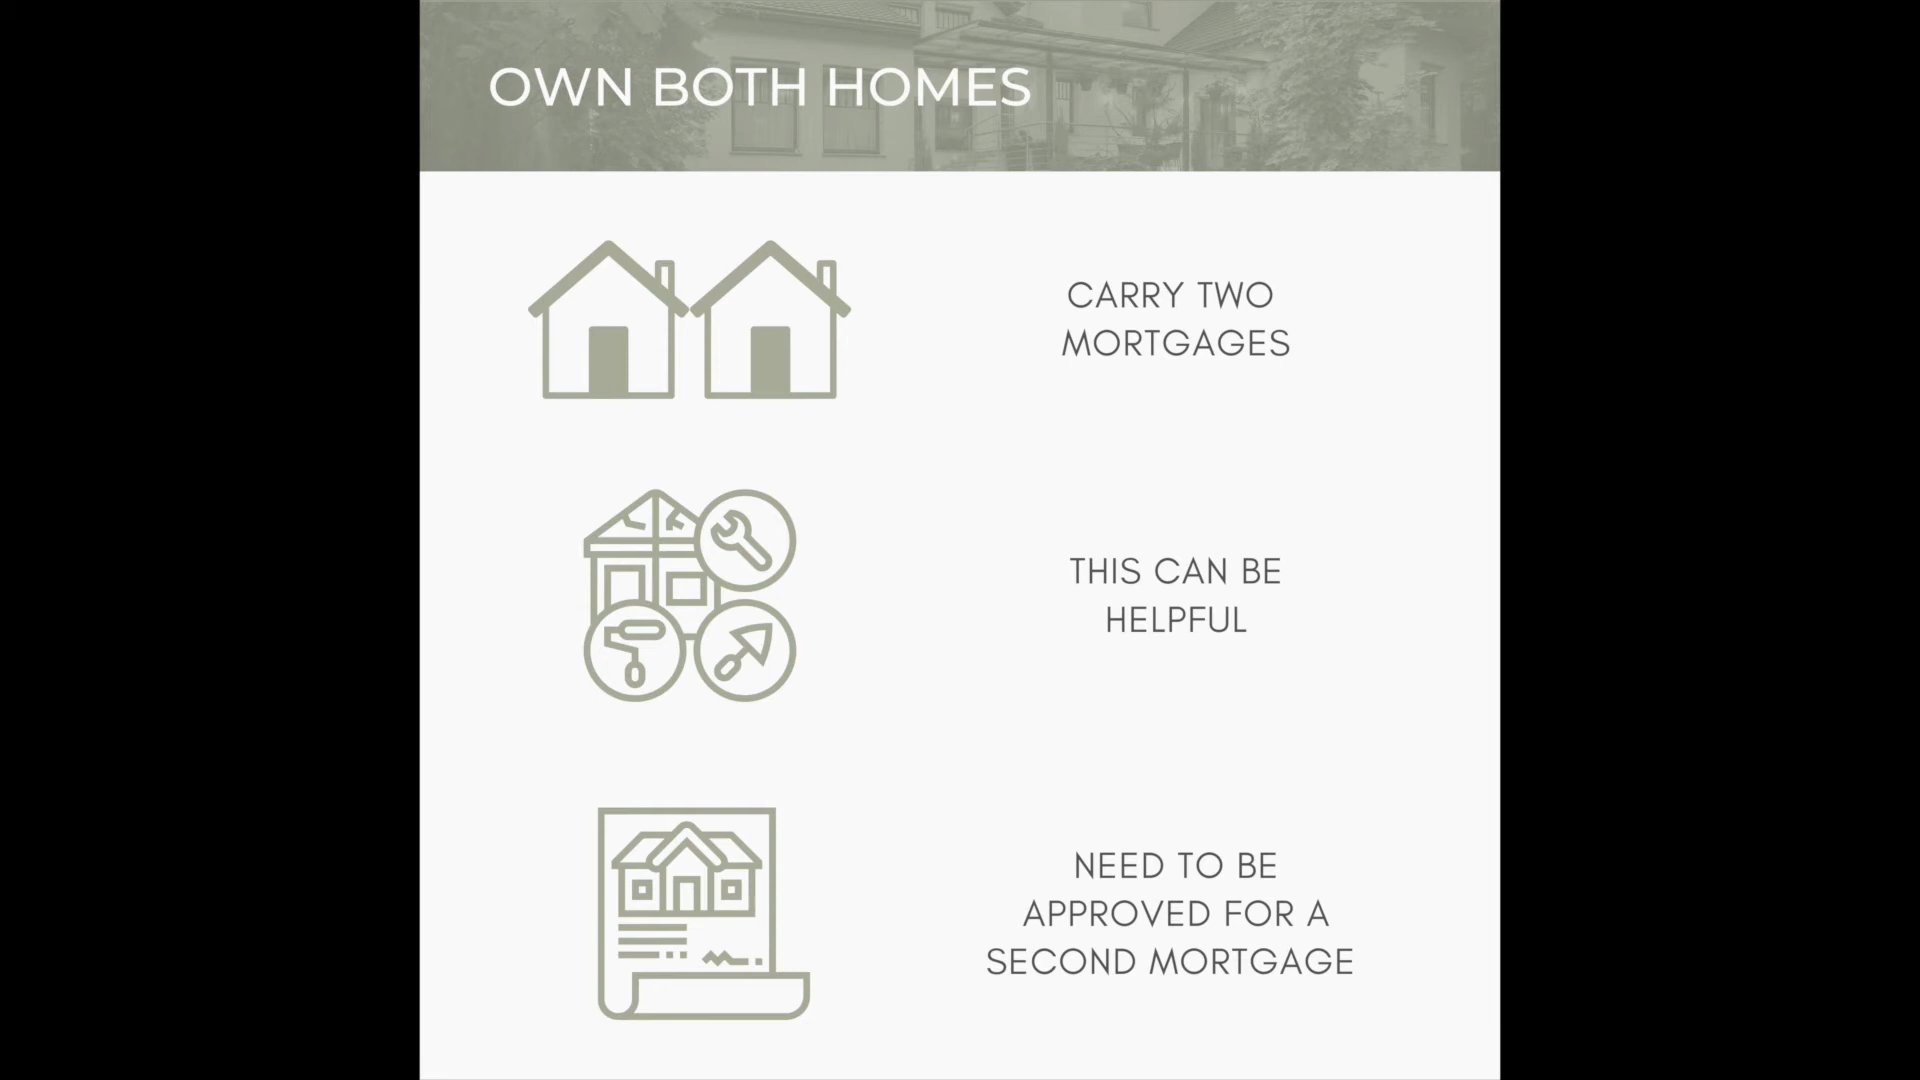 OWN BOTH HOMES
CARRY TWO
MORTGAGES
THIS CAN BE
HELPFUL
NEED TO BE
APPROVED FOR A
SECOND MORTGAGE